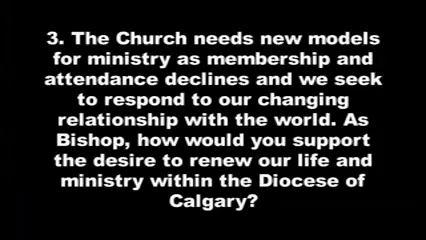 3. The Church needs new models
for ministry as membership and
attendance declines and we seek
to respond to our changing
relationship with the world. As
Bishop, how would you support
the desire to renew our life and
ministry within the Diocese of
Calgary?